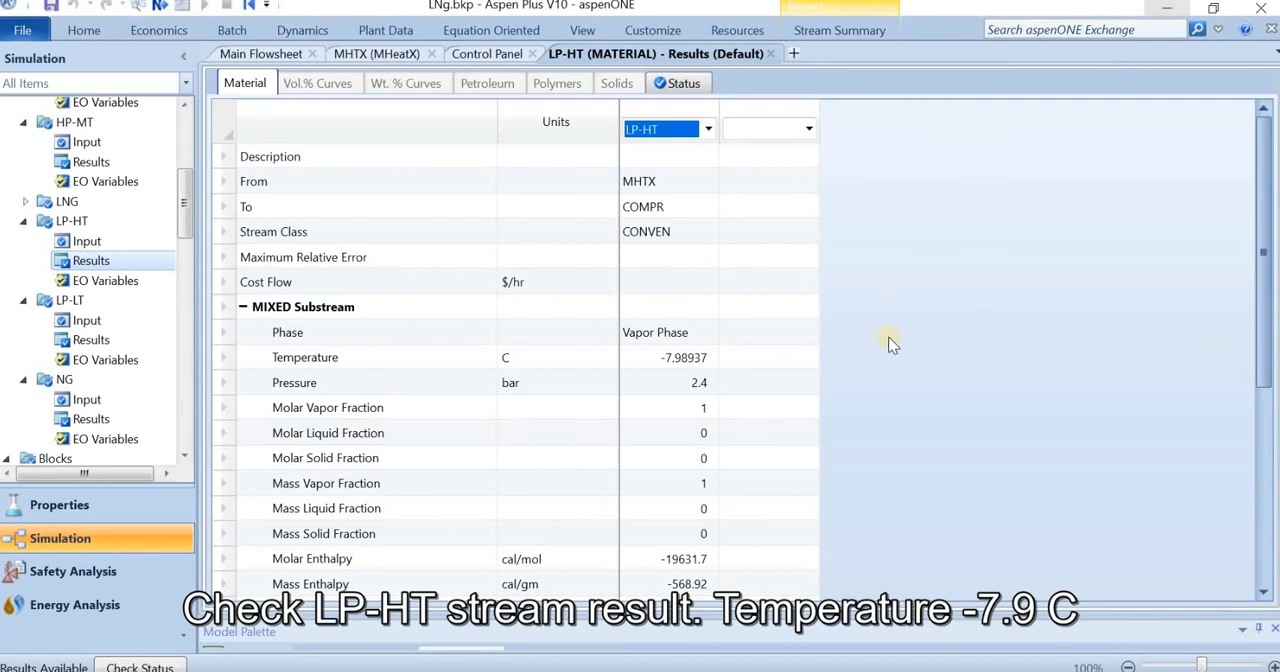 LNg.bkp - Aspen Plus V10 - aspenONE
File Home Economics Batch Dynamics Plant Data Equation Oriented View Customize Resources Stream Summary Search aspenONE Exchange
Simulation Main Flowsheet MHTX (MHeatX) Control Panel LP-HT (MATERIAL) - Results (Default)
All Items Material Vol.% Curves Wt. % Curves Petroleum Polymers Solids Status
EO Variables
HP-MT
Input
Results
EO Variables
LNG
LP-HT
Input
Results
EO Variables
LP-LT
Input
Results
EO Variables
NG
Input
Results
EO Variables
Blocks
Properties
Simulation
Safety Analysis
Energy Analysis
Units LP-HT
Description
From MHTX
To COMPR
Stream Class CONVEN
Maximum Relative Error
Cost Flow $/hr
MIXED Substream
Phase Vapor Phase
Temperature C -7.98937
Pressure bar 2.4
Molar Vapor Fraction 1
Molar Liquid Fraction 0
Molar Solid Fraction 0
Mass Vapor Fraction 1
Mass Liquid Fraction 0
Mass Solid Fraction 0
Molar Enthalpy cal/mol -19631.7
Mass Enthalpy cal/gm -568.92
Check LP-HT stream result. Temperature -7.9 C
Model Palette
Results Available Check Status 100%